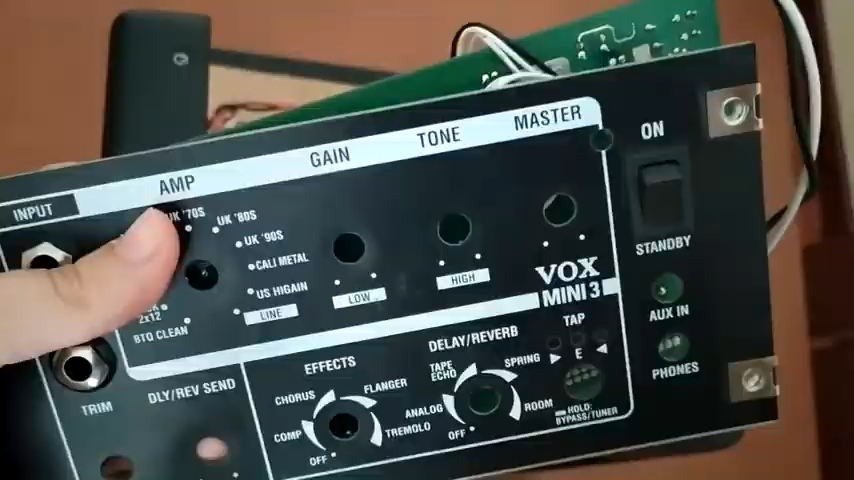 INPUT
AMP
GAIN
TONE
MASTER
ON
UK '70S
UK '80S
UK '90S
CALI METAL
US HIGAIN
LINE
2x12
BTQ CLEAN
LOW
HIGH
VOX
MINI 3
STANDBY
AUX IN
PHONES
TRIM
DLY/REV SEND
EFFECTS
CHORUS
FLANGER
COMP
TREMOLO
OFF
DELAY/REVERB
TAPE
ECHO
SPRING
ANALOG
ROOM
OFF
TAP
E
HOLD:
BYPASS/TUNER